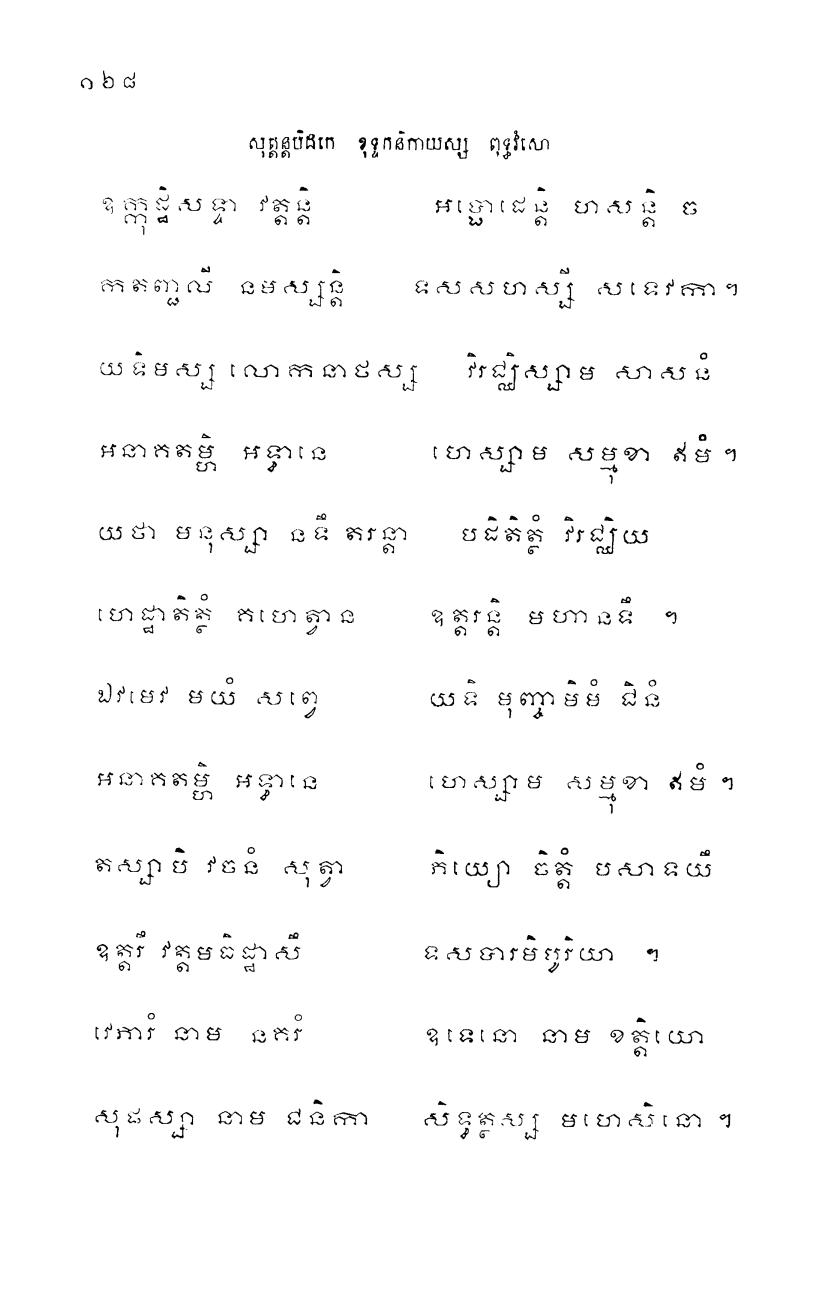 ១៦៨
សុត្តន្តបិដកេ ខុទ្ទកនិកាយស្ស ពុទ្ធវំសោ
ឧក្កុដ្ឋិសទ្ទា វត្តន្តិ អប្ផោដេន្តិ ហសន្តិ ច
កតញ្ជលី នមស្សន្តិ ទសសហស្សី សទេវកា។
យទិមស្ស លោកនាថស្ស វិរជ្ឈិស្សាម សាសនំ
អនាគតម្ហិ អទ្ធានេ ហេស្សាម សម្មុខា ឥមំ។
យថា មនុស្សា នទឹ តរន្តា បដិតិត្ថំ វិរជ្ឈិយ
ហេដ្ឋាតិត្ថំ គហេត្វាន ឧត្តរន្តិ មហានទឹ ។
ឯវមេវ មយំ សព្វេ យទិ មុញ្ចាមិមំ ជិនំ
អនាគតម្ហិ អទ្ធានេ ហេស្សាម សម្មុខា ឥមំ។
តស្សាបិ វចនំ សុត្វា ភិយ្យោ ចិត្តំ បសាទយឹ
ឧត្តរឹ វត្តមធិដ្ឋាសឹ ទសបារមិបូរិយា ។
វេភារំ នាម នគរំ ឧទេនោ នាម ខត្តិយោ
សុផស្សា នាម ជនិកា សិទ្ធត្ថស្ស មហេសិនោ។